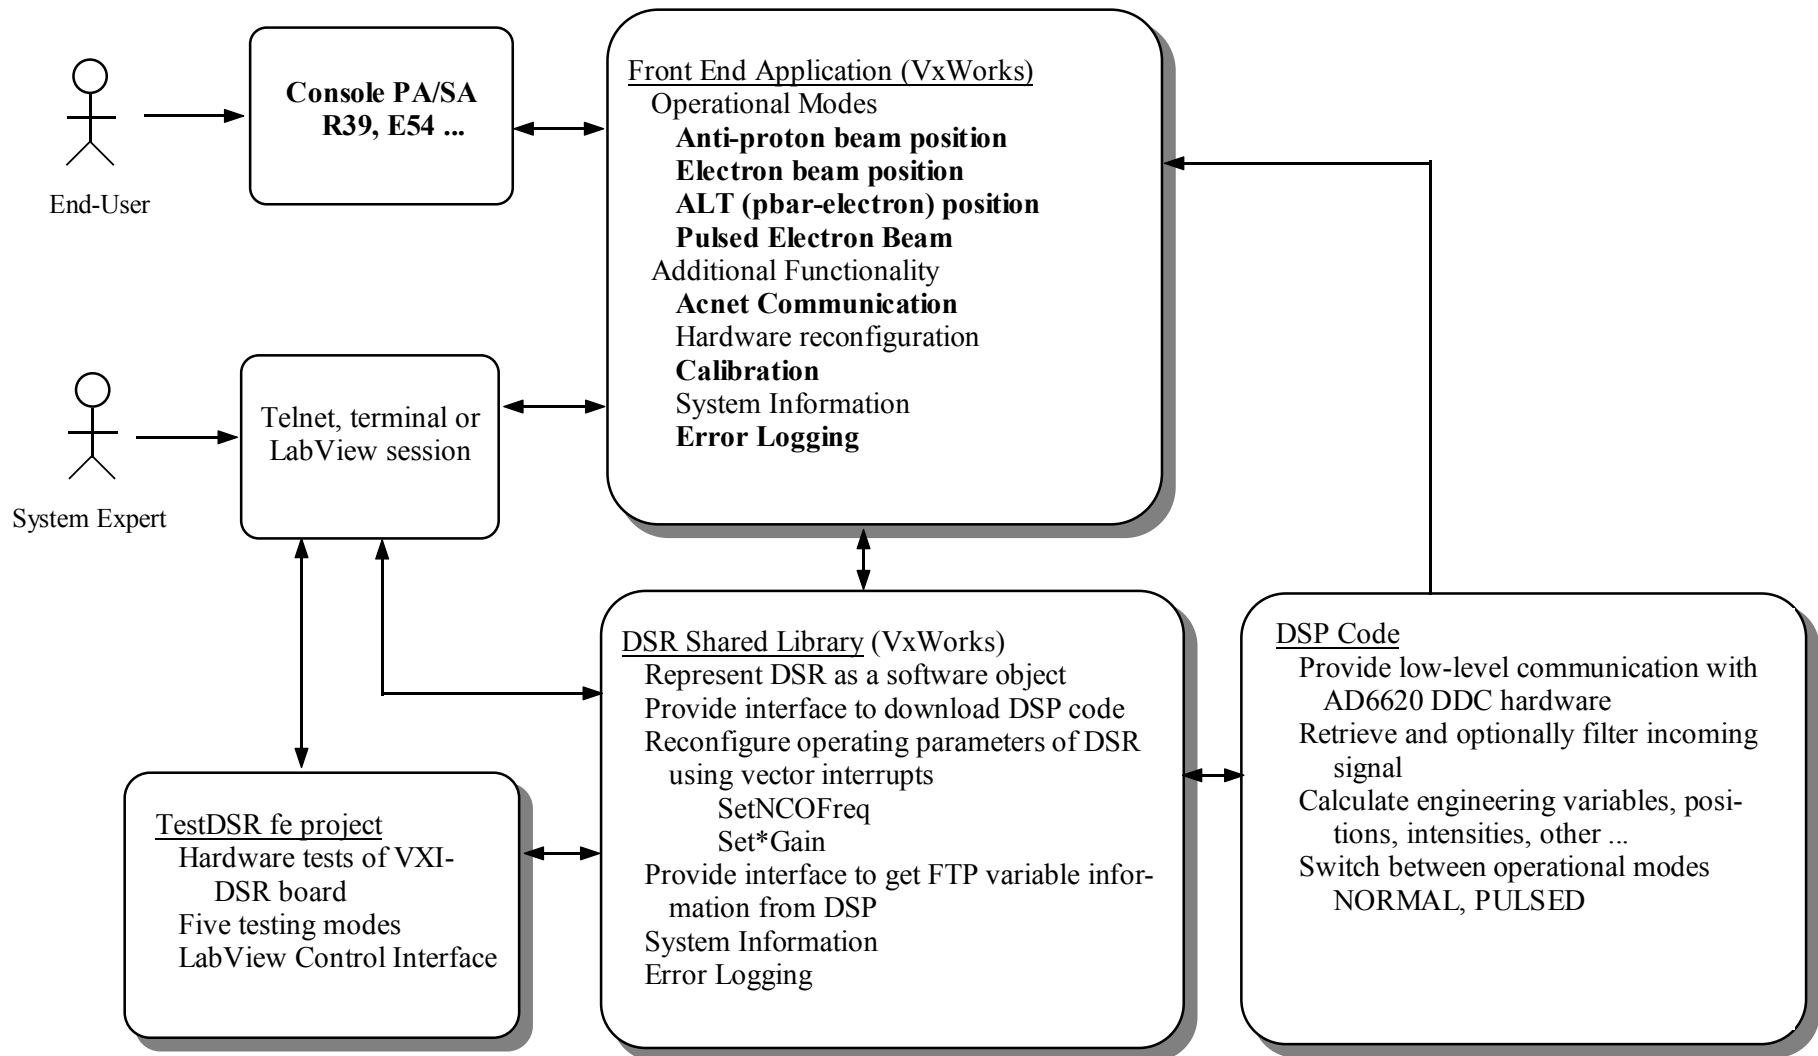 Console PA/SA
R39, E54 ...
End-User
Front End Application (VxWorks)
Operational Modes
Anti-proton beam position
Electron beam position
ALT (pbar-electron) position
Pulsed Electron Beam
Additional Functionality
Acnet Communication
Hardware reconfiguration
Calibration
System Information
Error Logging
Telnet, terminal or
LabView session
System Expert
DSR Shared Library (VxWorks)
Represent DSR as a software object
Provide interface to download DSP code
Reconfigure operating parameters of DSR
using vector interrupts
SetNCOFreq
Set*Gain
Provide interface to get FTP variable infor-
mation from DSP
System Information
Error Logging
DSP Code
Provide low-level communication with
AD6620 DDC hardware
Retrieve and optionally filter incoming
signal
Calculate engineering variables, posi-
tions, intensities, other ...
Switch between operational modes
NORMAL, PULSED
TestDSR fe project
Hardware tests of VXI-
DSR board
Five testing modes
LabView Control Interface